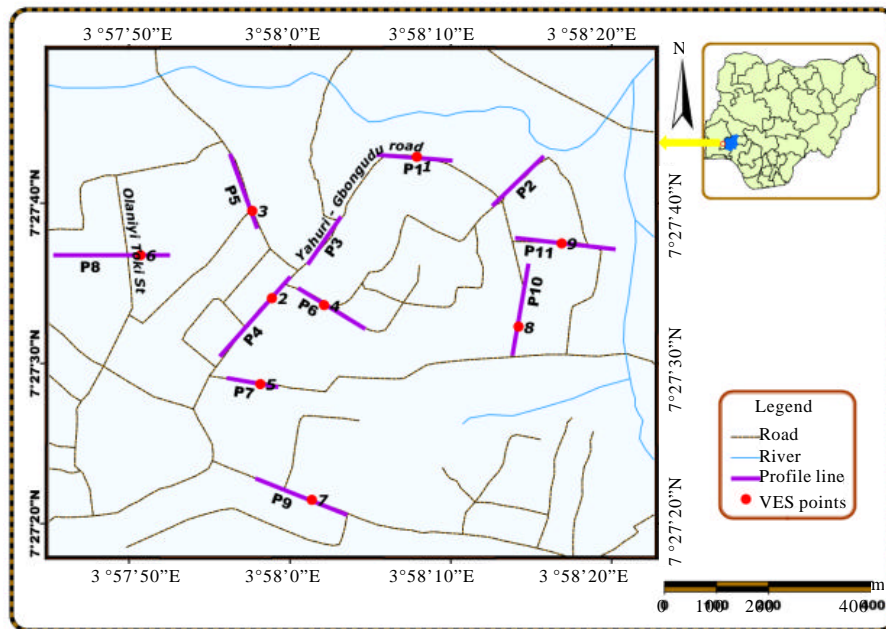 3°57'50"E 3°58'0"E 3°58'10"E 3°58'20"E
N
Yahuri - Gbongudu road
P1 1
P2
P5 3
7°27'40"N 7°27'40"N
Olaniyi Toki St
P3
P11 9
P8 6
P10
2
P6 4
P4
8
7°27'30"N 7°27'30"N
P7 5
Legend
Road
River
Profile line
VES points
P9 7
7°27'20"N 7°27'20"N
3°57'50"E 3°58'0"E 3°58'10"E 3°58'20"E
m
0 100 200 400